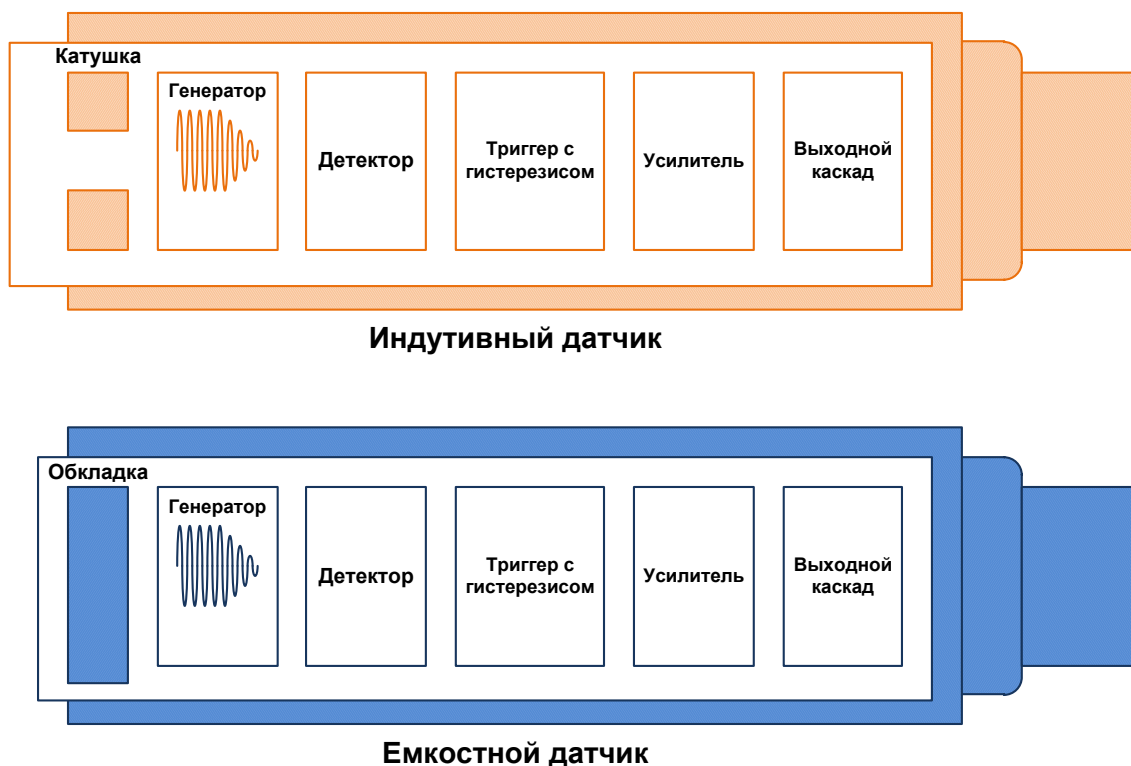 Катушка
Генератор
Детектор
Триггер с
гистерезисом
Усилитель
Выходной
каскад
Индутивный датчик
Обкладка
Генератор
Детектор
Триггер с
гистерезисом
Усилитель
Выходной
каскад
Емкостной датчик